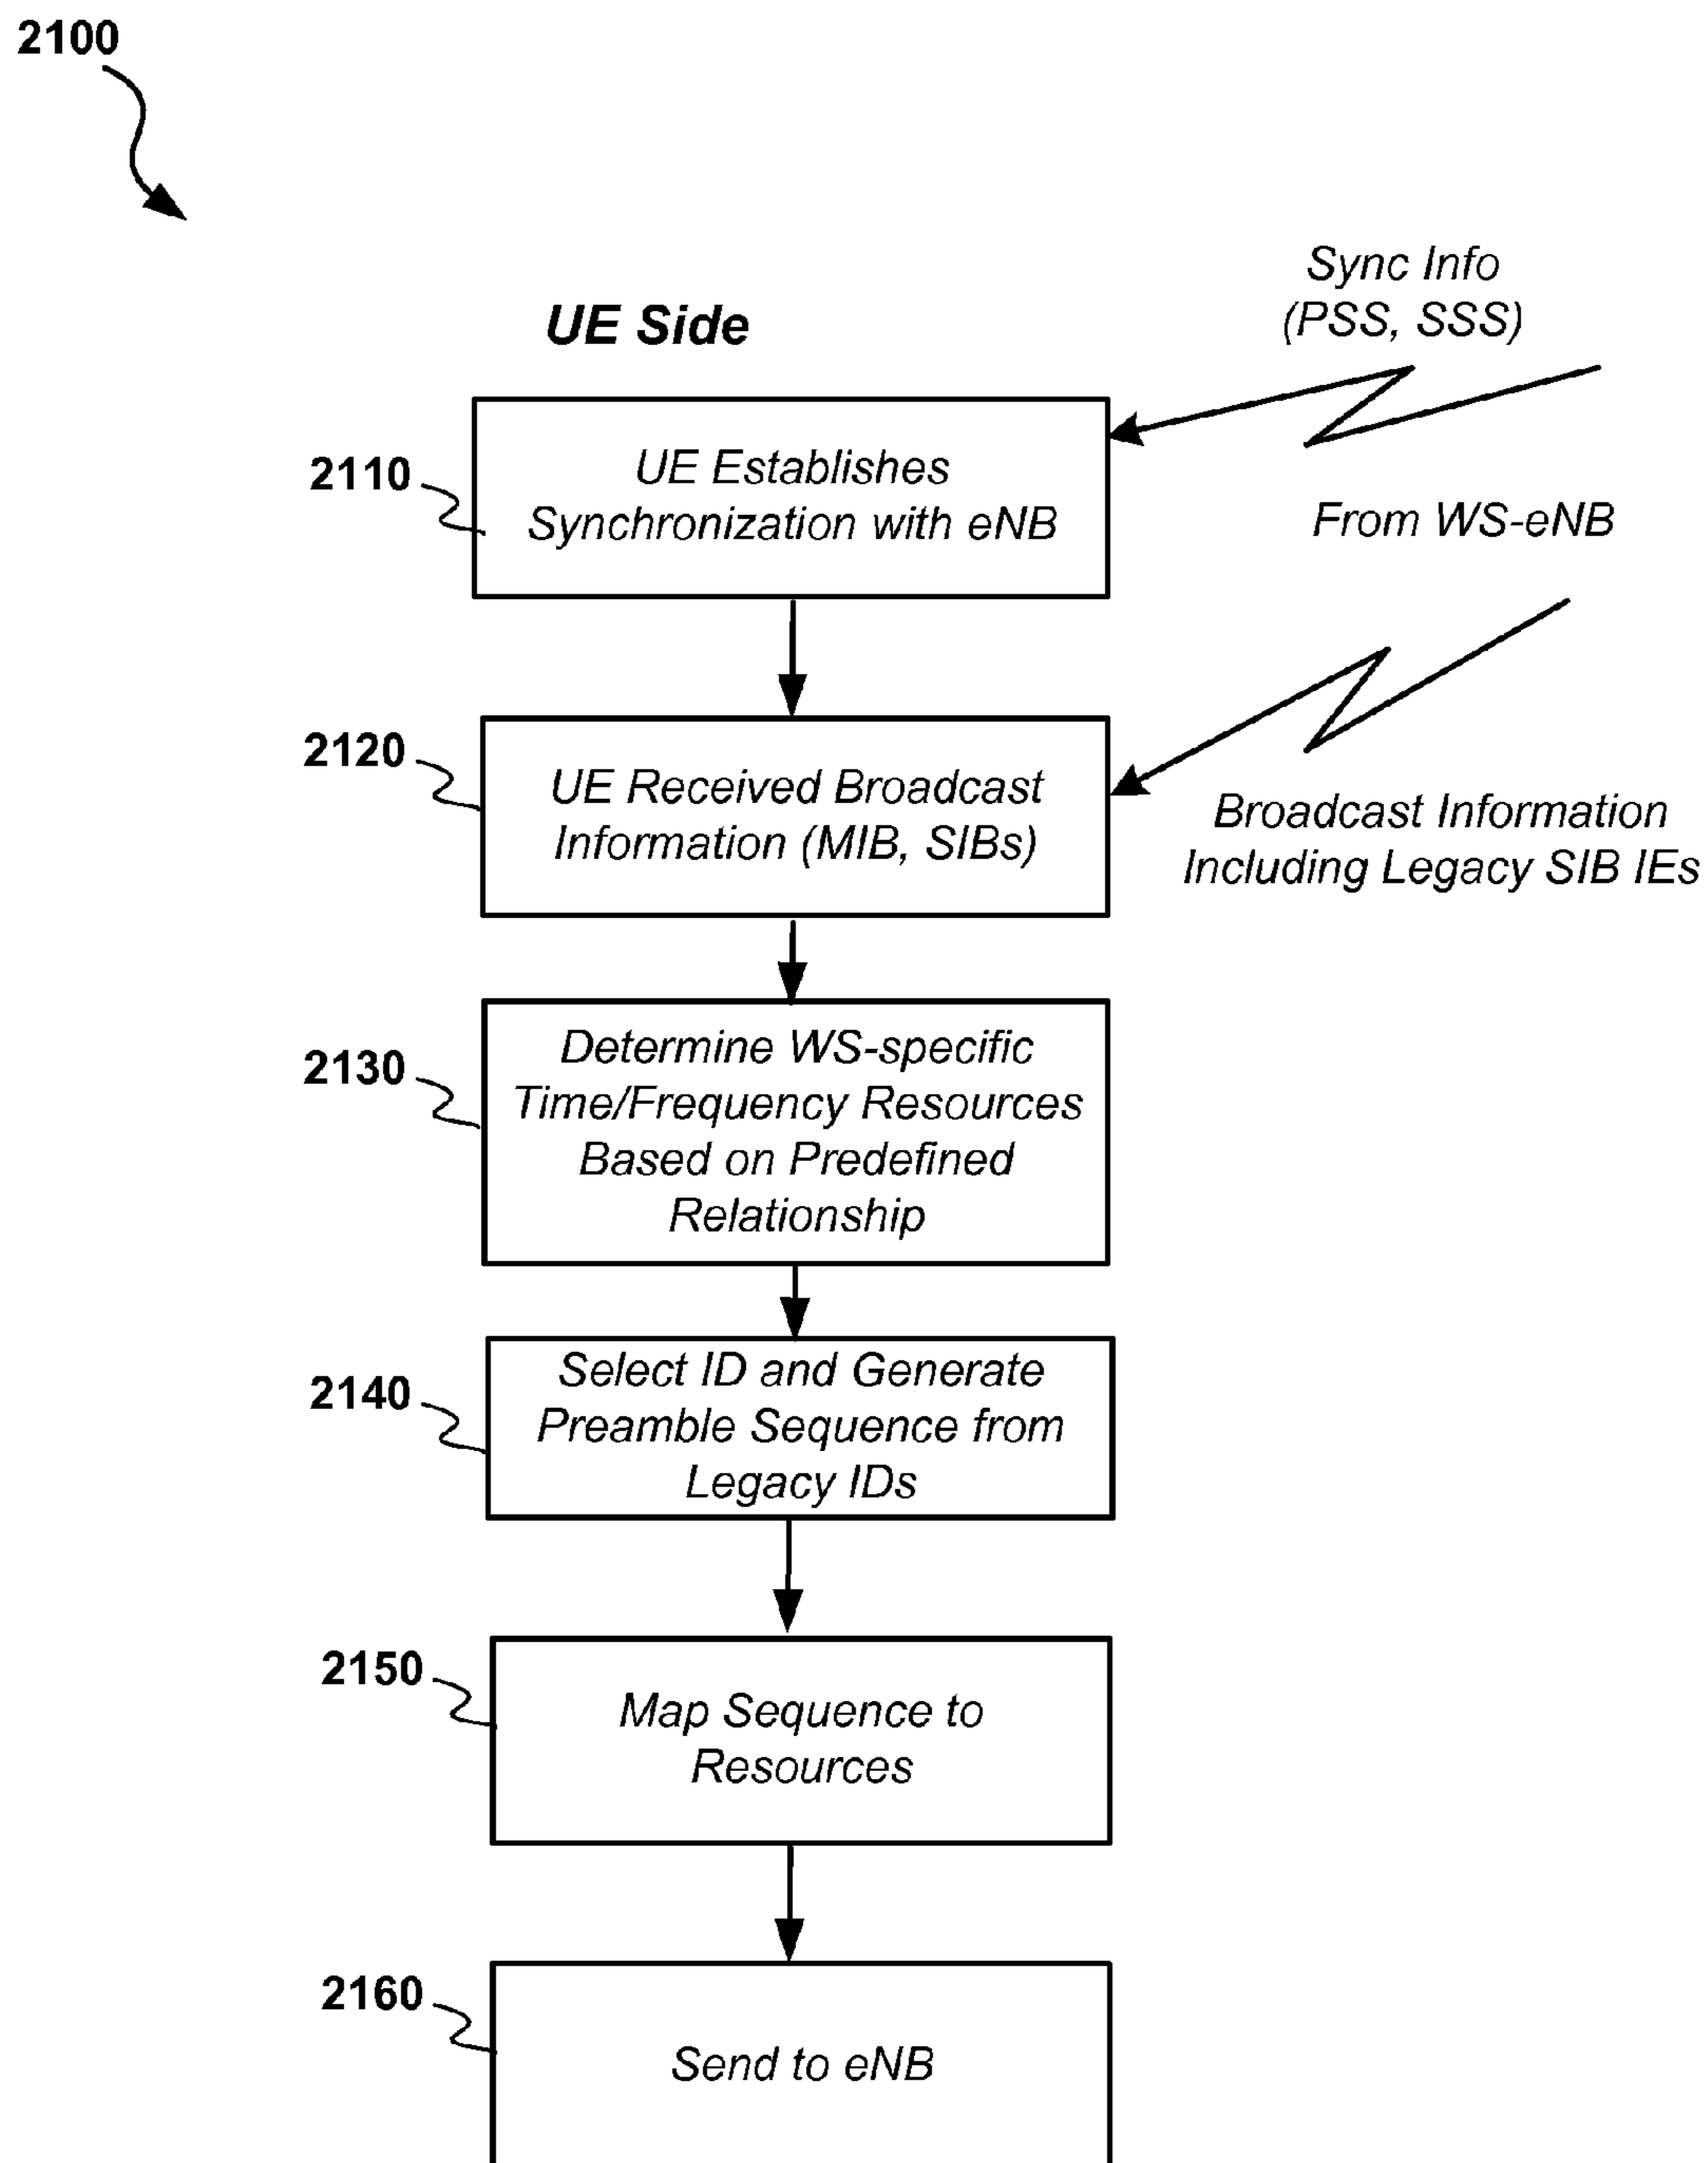 2100
Sync Info
(PSS, SSS)
UE Side
2110
UE Establishes
Synchronization with eNB
From WS-eNB
2120
UE Received Broadcast
Information (MIB, SIBs)
Broadcast Information
Including Legacy SIB IEs
2130
Determine WS-specific
Time/Frequency Resources
Based on Predefined
Relationship
2140
Select ID and Generate
Preamble Sequence from
Legacy IDs
2150
Map Sequence to
Resources
2160
Send to eNB